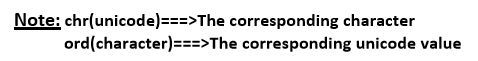 Note: chr(unicode)===>The corresponding character
ord(character)===>The corresponding unicode value